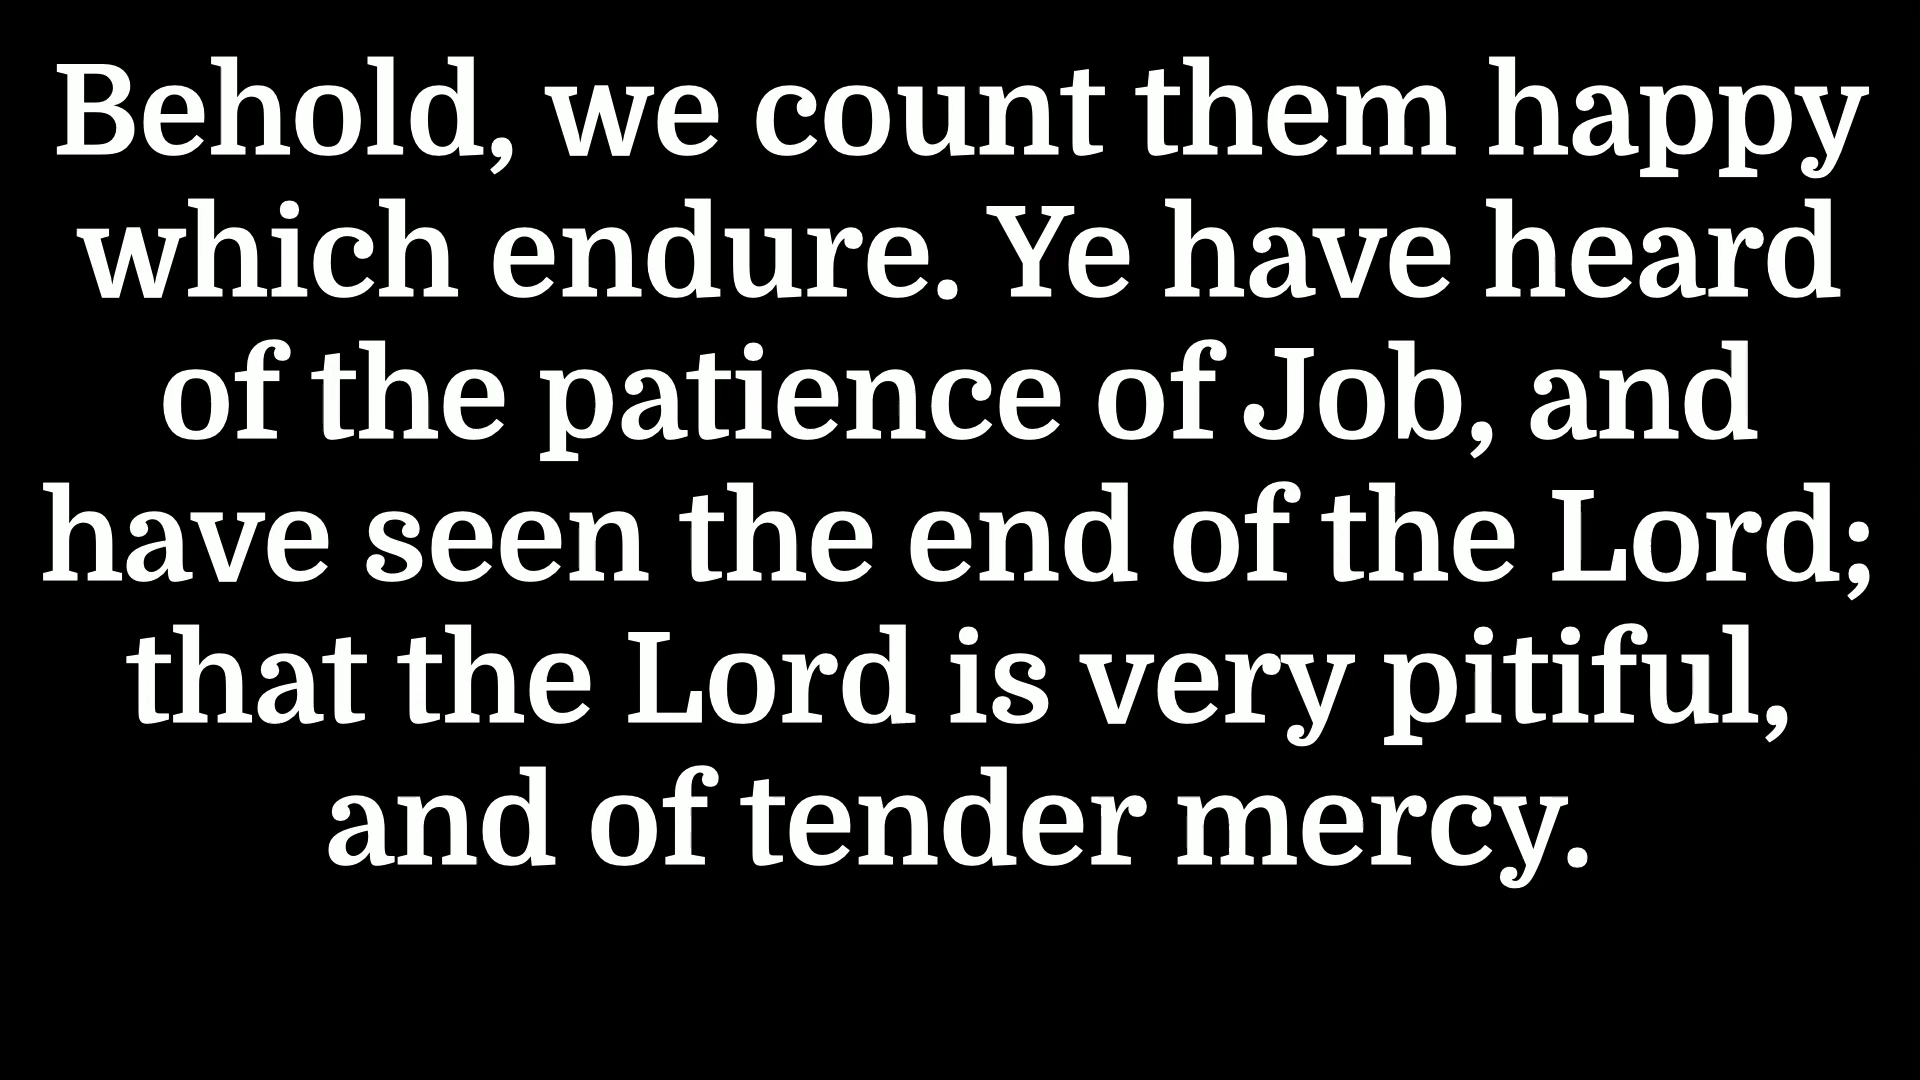 Behold, we count them happy
which endure. Ye have heard
of the patience of Job, and
have seen the end of the Lord;
that the Lord is very pitiful,
and of tender mercy.